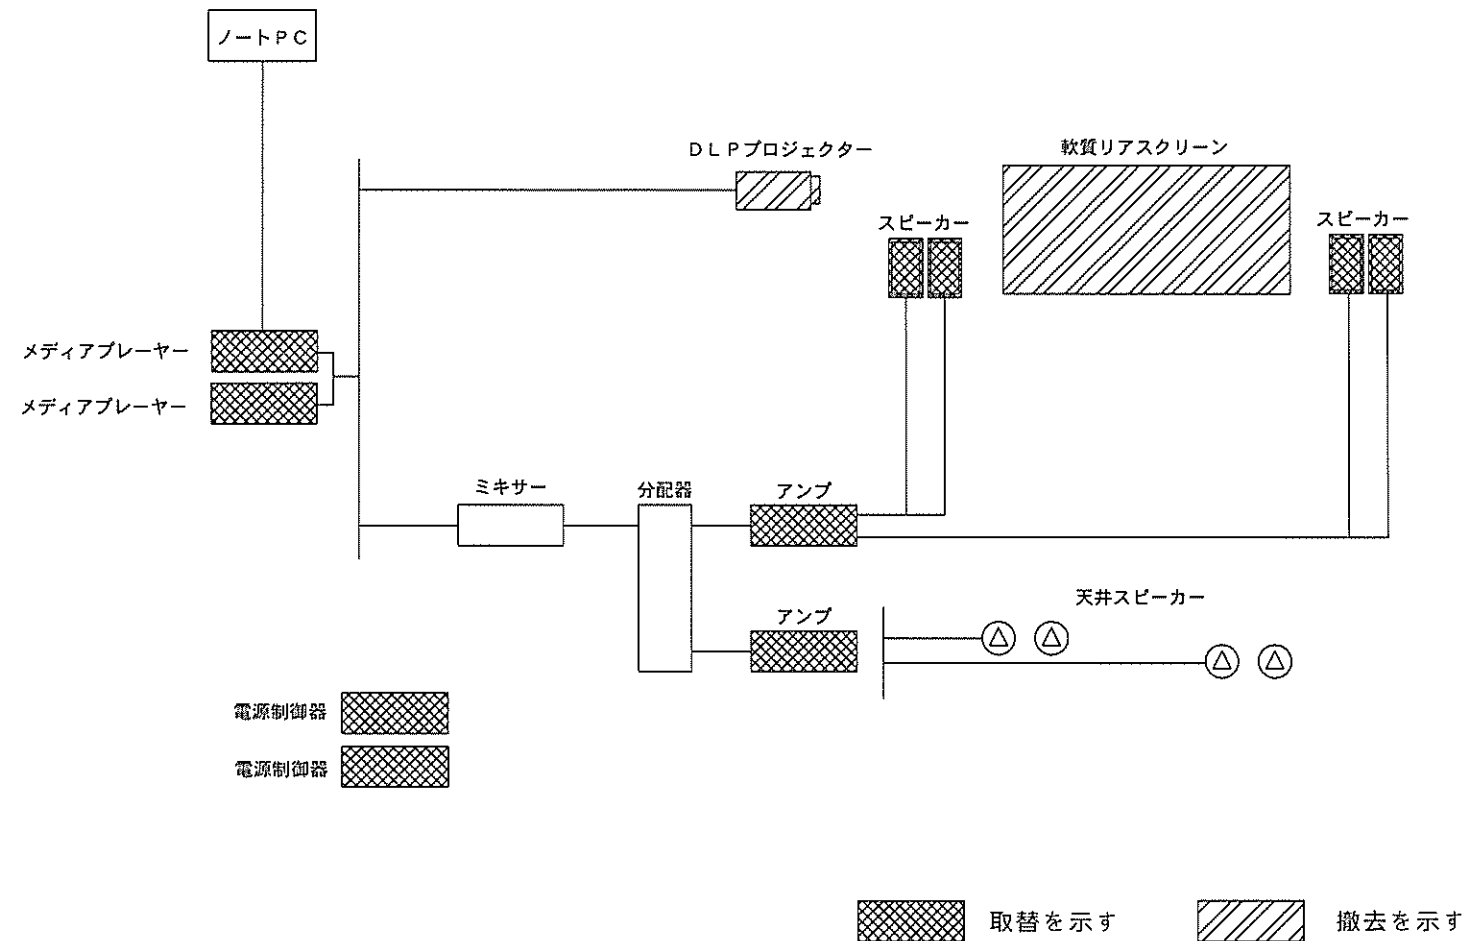 ノートＰＣ
ＤＬＰプロジェクター
軟質リアスクリーン
スピーカー
スピーカー
メディアプレーヤー
メディアプレーヤー
ミキサー
分配器
アンプ
アンプ
天井スピーカー
電源制御器
電源制御器
取替を示す
撤去を示す